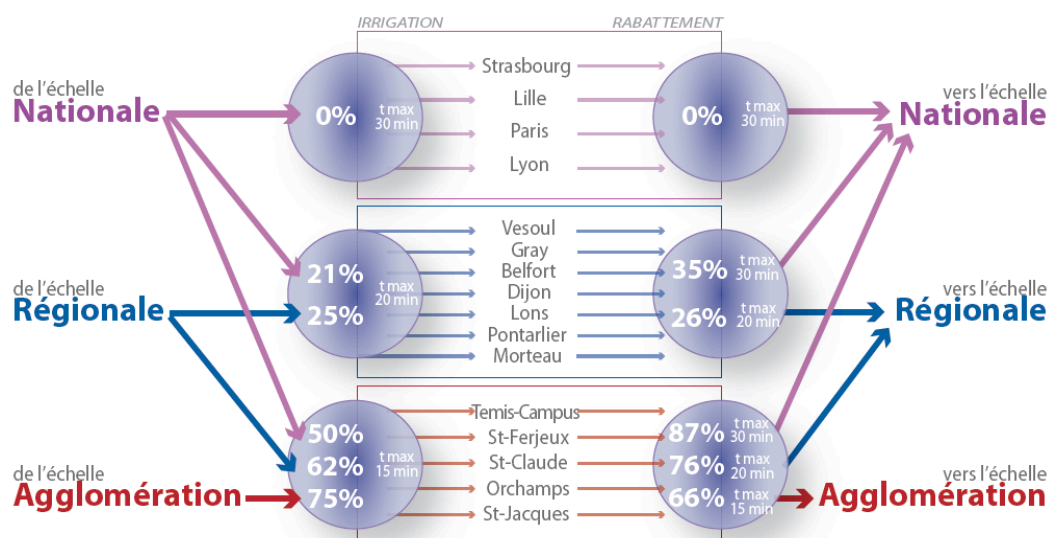 IRRIGATION
RABATTEMENT
de l'échelle
Nationale
0%
t max
30 min
Strasbourg
Lille
Paris
Lyon
0%
t max
30 min
vers l'échelle
Nationale
de l'échelle
Régionale
21%
25%
t max
20 min
Vesoul
Gray
Belfort
Dijon
Lons
Pontarlier
Morteau
35%
t max
30 min
26%
t max
20 min
vers l'échelle
Régionale
de l'échelle
Agglomération
50%
62%
75%
t max
15 min
Temis-Campus
St-Ferjeux
St-Claude
Orchamps
St-Jacques
87%
t max
30 min
76%
t max
20 min
66%
t max
15 min
vers l'échelle
Agglomération